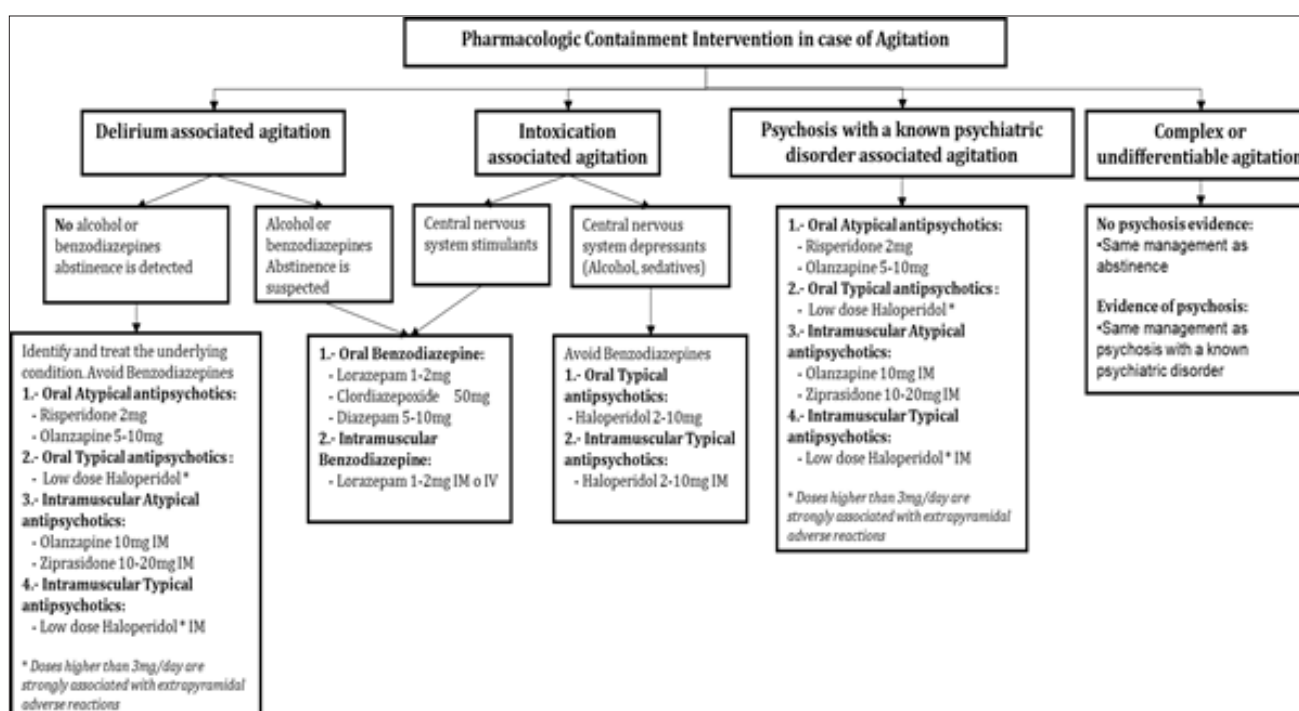 Pharmacologic Containment Intervention in case of Agitation
Delirium associated agitation
Intoxication
associated agitation
Psychosis with a known psychiatric
disorder associated agitation
Complex or
undifferentiable agitation
No alcohol or
benzodiazepines
abstinence is detected
Alcohol or
benzodiazepines
Abstinence is
suspected
Central nervous
system stimulants
Central nervous
system depressants
(Alcohol, sedatives)
Identify and treat the underlying
condition. Avoid Benzodiazepines
1.- Oral Atypical antipsychotics:
- Risperidone 2mg
- Olanzapine 5-10mg
2.- Oral Typical antipsychotics :
- Low dose Haloperidol *
3.- Intramuscular Atypical
antipsychotics:
- Olanzapine 10mg IM
- Ziprasidone 10-20mg IM
4.- Intramuscular Typical
antipsychotics:
- Low dose Haloperidol * IM
* Doses higher than 3mg/day are
strongly associated with extrapyramidal
adverse reactions
1.- Oral Benzodiazepine:
- Lorazepam 1-2mg
- Clordiazepoxide 50mg
- Diazepam 5-10mg
2.- Intramuscular
Benzodiazepine:
- Lorazepam 1-2mg IM o IV
Avoid Benzodiazepines
1.- Oral Typical
antipsychotics:
- Haloperidol 2-10mg
2.- Intramuscular Typical
antipsychotics:
- Haloperidol 2-10mg IM
1.- Oral Atypical antipsychotics:
- Risperidone 2mg
- Olanzapine 5-10mg
2.- Oral Typical antipsychotics :
- Low dose Haloperidol *
3.- Intramuscular Atypical
antipsychotics:
- Olanzapine 10mg IM
- Ziprasidone 10-20mg IM
4.- Intramuscular Typical
antipsychotics:
- Low dose Haloperidol * IM
* Doses higher than 3mg/day are
strongly associated with extrapyramidal
adverse reactions
No psychosis evidence:
•Same management as
abstinence
Evidence of psychosis:
•Same management as
psychosis with a known
psychiatric disorder